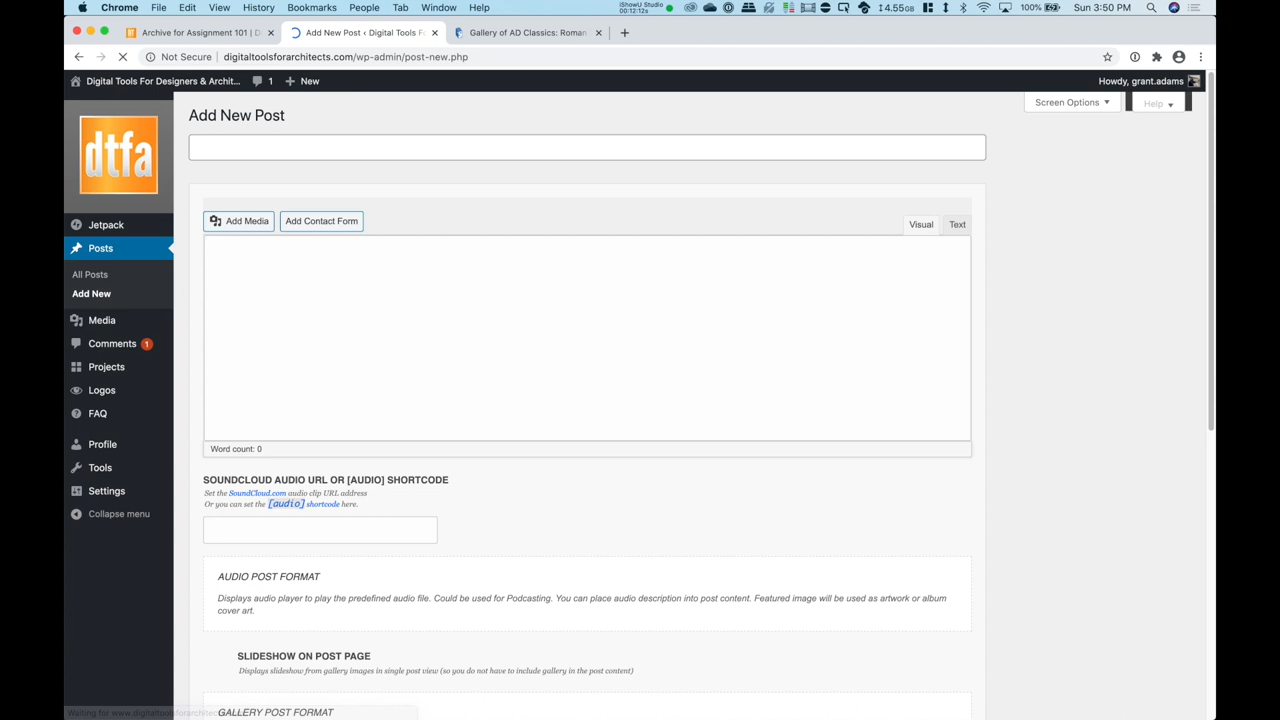 Chrome File Edit View History Bookmarks People Tab Window Help iShowU Studio 00:12:12s 4.55GB 100% Sun 3:50 PM
Archive for Assignment 101 | D Add New Post ‹ Digital Tools F Gallery of AD Classics: Roman
Not Secure digitaltoolsforarchitects.com/wp-admin/post-new.php
Digital Tools For Designers & Archit... 1 New Howdy, grant.adams
Screen Options Help
Add New Post
dtfa
Add Media Add Contact Form
Visual Text
Jetpack
Posts
All Posts
Add New
Media
Comments 1
Projects
Logos
FAQ
Profile
Tools
Settings
Collapse menu
Word count: 0
SOUNDCLOUD AUDIO URL OR [AUDIO] SHORTCODE
Set the SoundCloud.com audio clip URL address
Or you can set the [audio] shortcode here.
AUDIO POST FORMAT
Displays audio player to play the predefined audio file. Could be used for Podcasting. You can place audio description into post content. Featured image will be used as artwork or album
cover art.
SLIDESHOW ON POST PAGE
Displays slideshow from gallery images in single post view (so you do not have to include gallery in the post content)
GALLERY POST FORMAT